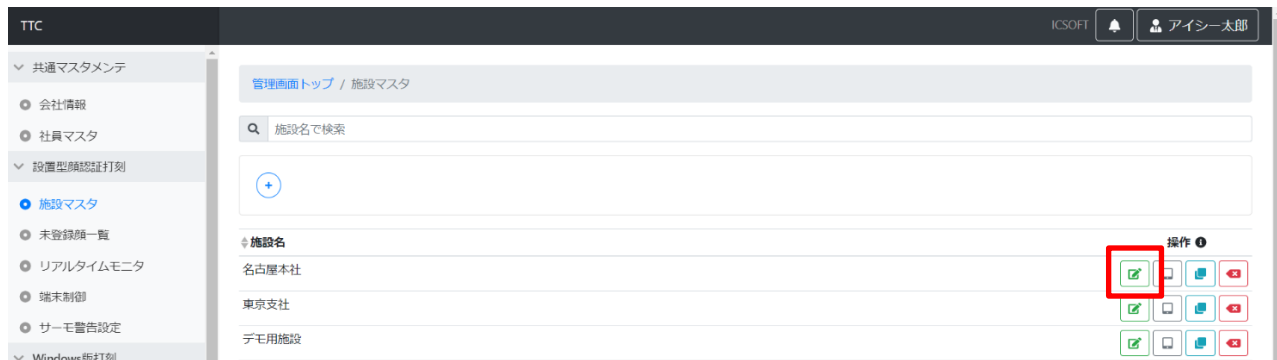 TTC
ICSOFT
アイシー太郎
共通マスタメンテ
会社情報
社員マスタ
設置型顔認証打刻
施設マスタ
未登録顔一覧
リアルタイムモニタ
端末制御
サーモ警告設定
Windows版打刻
管理画面トップ / 施設マスタ
施設名で検索
施設名 操作
名古屋本社
東京支社
デモ用施設